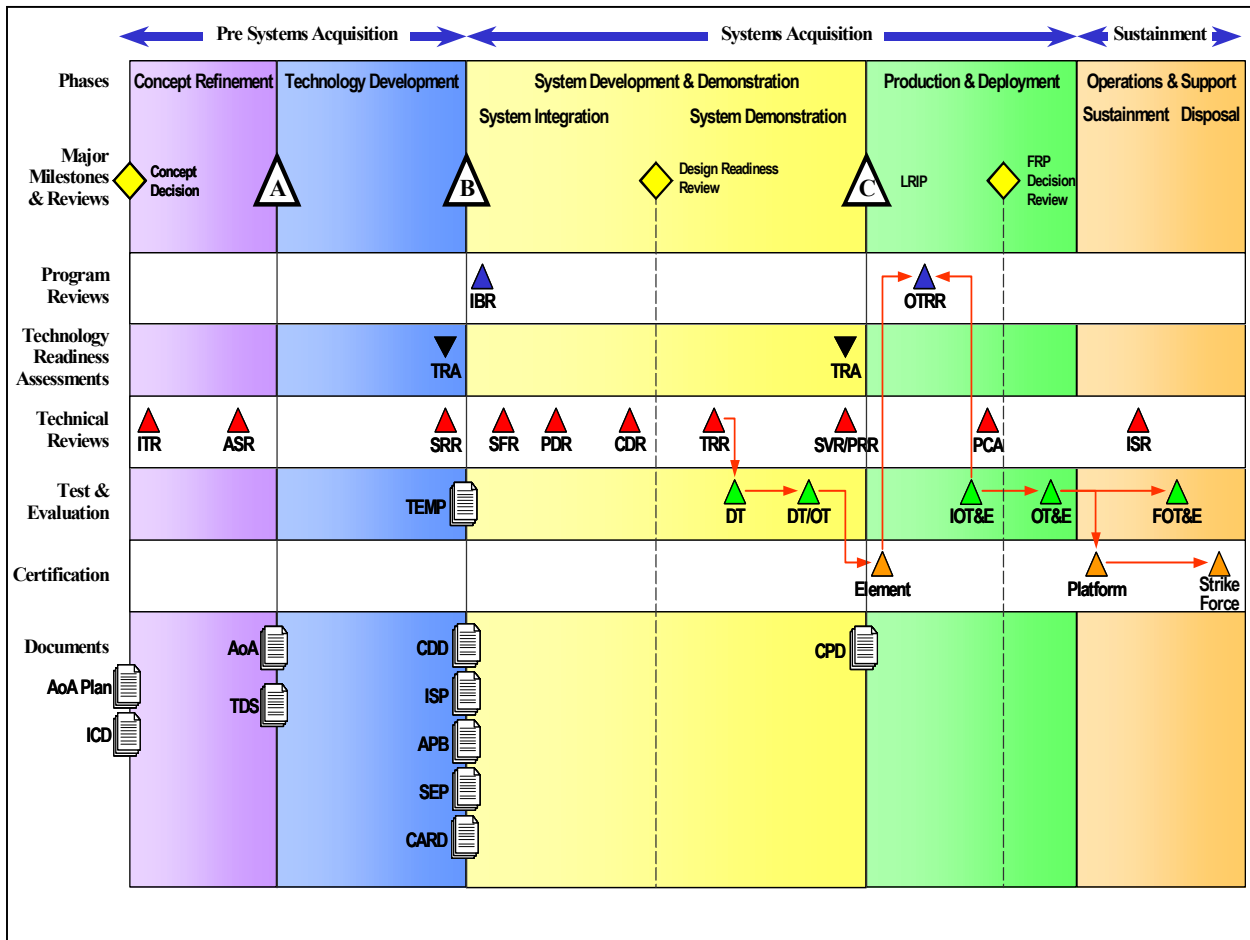 Pre Systems Acquisition
Systems Acquisition
Sustainment
Phases
Concept Refinement
Technology Development
System Development & Demonstration
Production & Deployment
Operations & Support
System Integration
System Demonstration
Sustainment
Disposal
Major
Milestones
& Reviews
Concept
Decision
A
B
Design Readiness
Review
C
LRIP
FRP
Decision
Review
Program
Reviews
IBR
OTRR
Technology
Readiness
Assessments
TRA
TRA
Technical
Reviews
ITR
ASR
SRR
SFR
PDR
CDR
TRR
SVR/PRR
PCA
ISR
Test &
Evaluation
TEMP
DT
DT/OT
IOT&E
OT&E
FOT&E
Certification
Element
Platform
Strike
Force
Documents
AoA Plan
ICD
AoA
TDS
CDD
ISP
APB
SEP
CARD
CPD